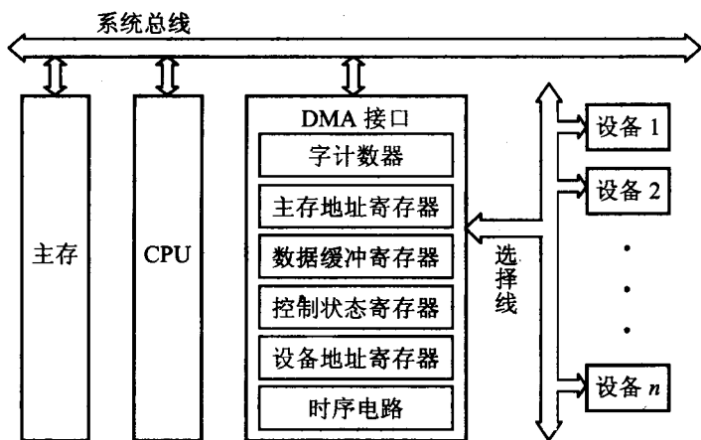 系统总线
主存
CPU
DMA 接口
字计数器
主存地址寄存器
数据缓冲寄存器
控制状态寄存器
设备地址寄存器
时序电路
选择线
设备 1
设备 2
设备 n